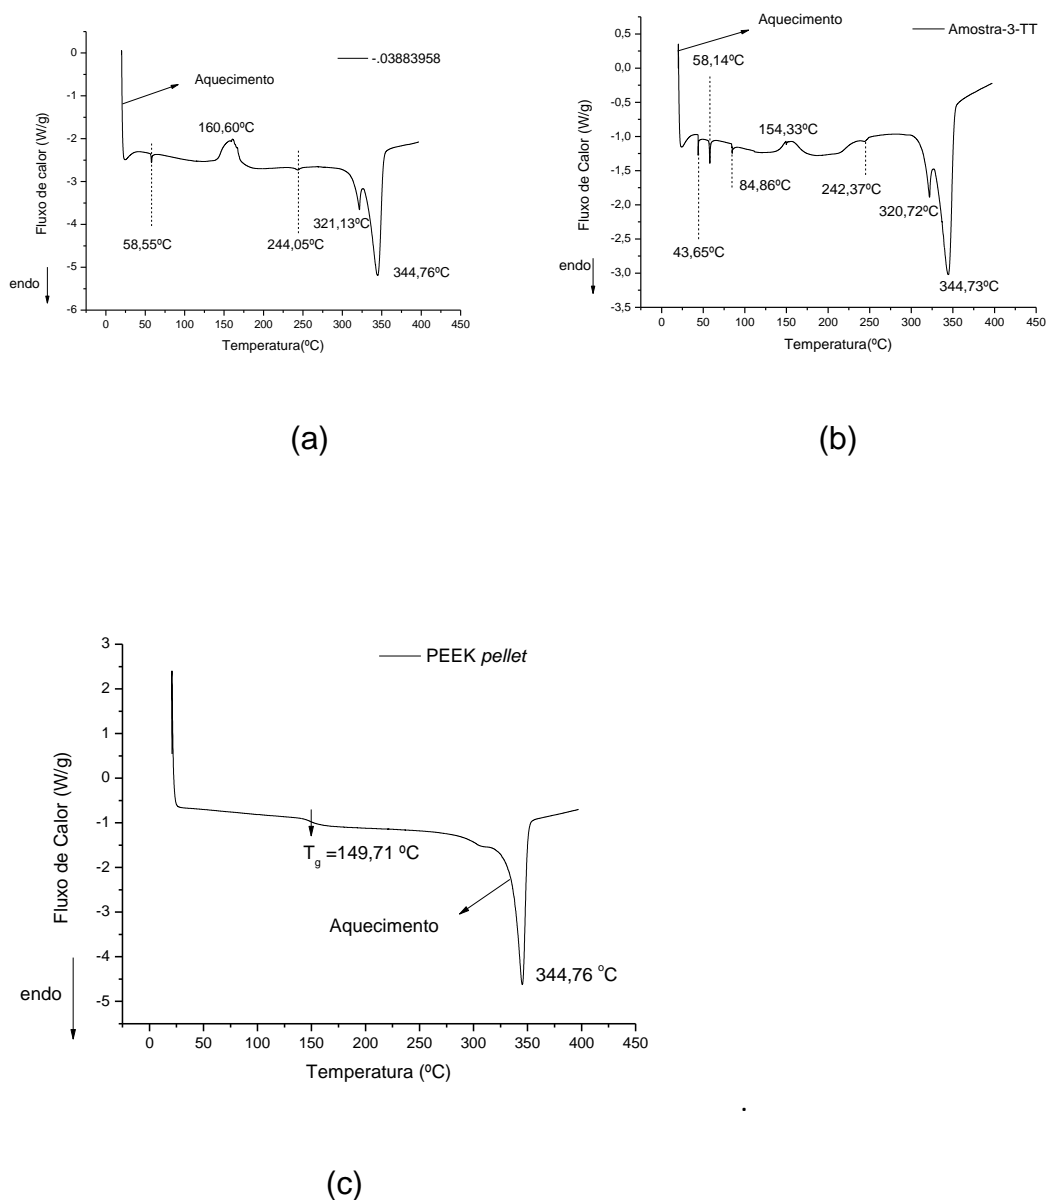 Aquecimento
-.03883958
160,60ºC
58,55ºC
244,05ºC
321,13ºC
344,76ºC
0
-1
-2
-3
-4
-5
-6
Fluxo de Calor (W/g)
endo
0 50 100 150 200 250 300 350 400 450
Temperatura(ºC)
(a)
Aquecimento
Amostra-3-TT
58,14ºC
154,33ºC
84,86ºC
242,37ºC
320,72ºC
43,65ºC
344,73ºC
0,5
0,0
-0,5
-1,0
-1,5
-2,0
-2,5
-3,0
-3,5
Fluxo de Calor (W/g)
endo
0 50 100 150 200 250 300 350 400 450
Temperatura(ºC)
(b)
PEEK pellet
3
2
1
0
-1
-2
-3
-4
-5
Fluxo de Calor (W/g)
Tg =149,71 ºC
Aquecimento
344,76 °C
endo
0 50 100 150 200 250 300 350 400 450
Temperatura (ºC)
.
(c)